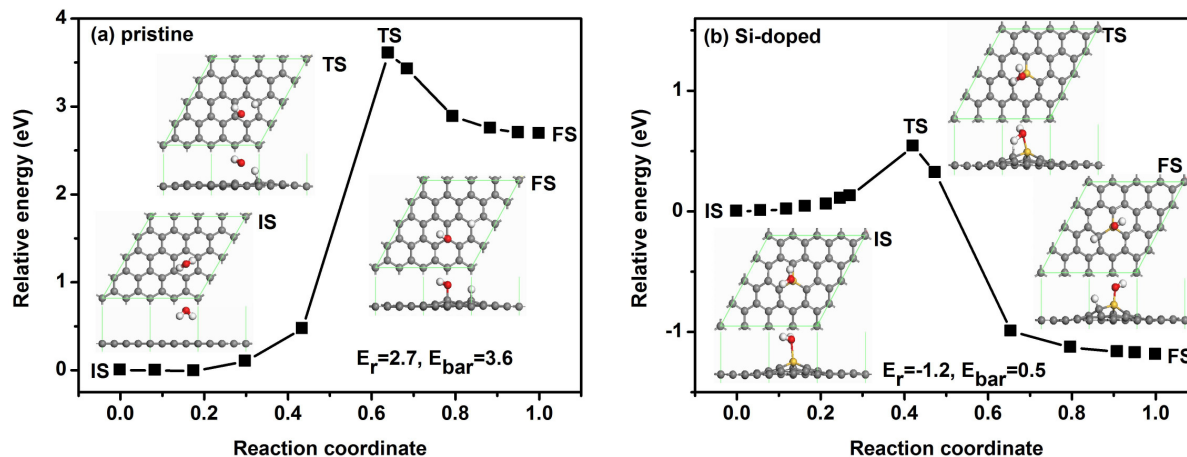 (a) pristine
TS
TS
4
3
2
1
0
Relative energy (eV)
IS
FS
FS
IS
E_r=2.7, E_bar=3.6
0.0 0.2 0.4 0.6 0.8 1.0
Reaction coordinate
(b) Si-doped
TS
TS
1
0
-1
Relative energy (eV)
IS
FS
IS
FS
E_r=-1.2, E_bar=0.5
0.0 0.2 0.4 0.6 0.8 1.0
Reaction coordinate